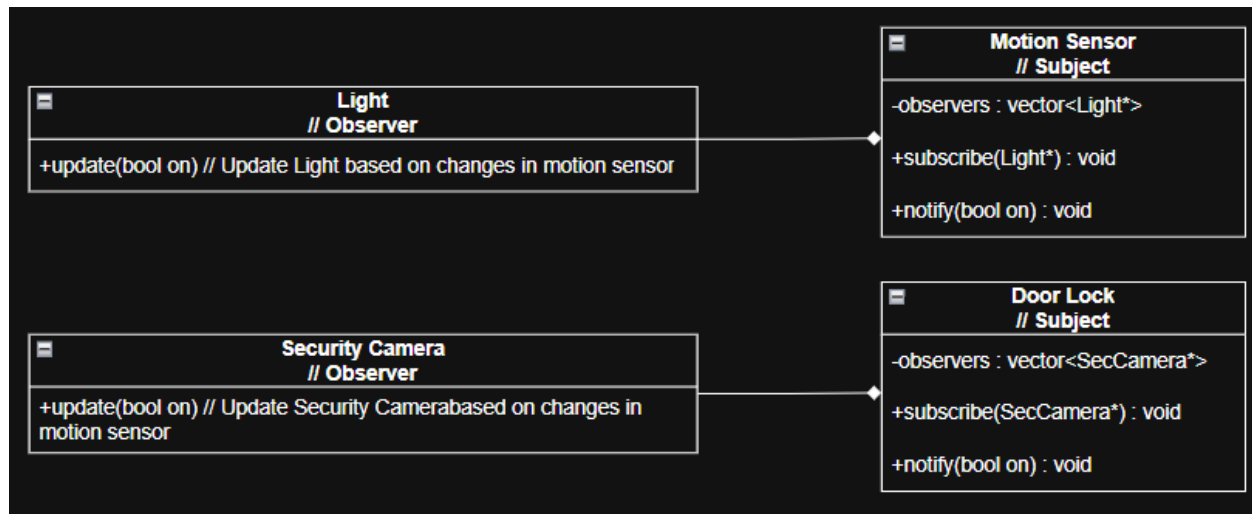 Motion Sensor
// Subject
-observers : vector<Light*>
+subscribe(Light*) : void
+notify(bool on) : void
Light
// Observer
+update(bool on) // Update Light based on changes in motion sensor
Door Lock
// Subject
-observers : vector<SecCamera*>
+subscribe(SecCamera*) : void
+notify(bool on) : void
Security Camera
// Observer
+update(bool on) // Update Security Camerabased on changes in
motion sensor